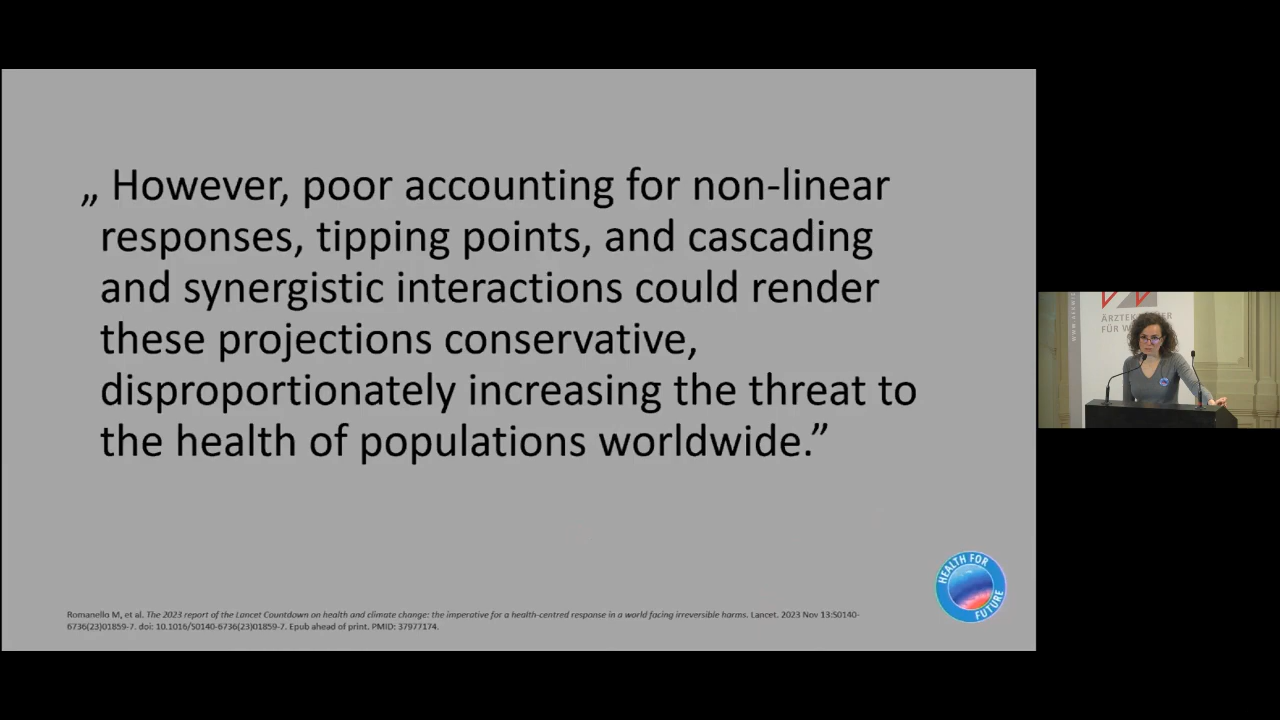 „ However, poor accounting for non-linear
responses, tipping points, and cascading
and synergistic interactions could render
these projections conservative,
disproportionately increasing the threat to
the health of populations worldwide.”
Romanello M, et al. The 2023 report of the Lancet Countdown on health and climate change: the imperative for a health-centred response in a world facing irreversible harms. Lancet. 2023 Nov 13:S0140-
6736(23)01859-7. doi: 10.1016/S0140-6736(23)01859-7. Epub ahead of print. PMID: 37977174.
HEALTH FOR
FUTURE
FÜR